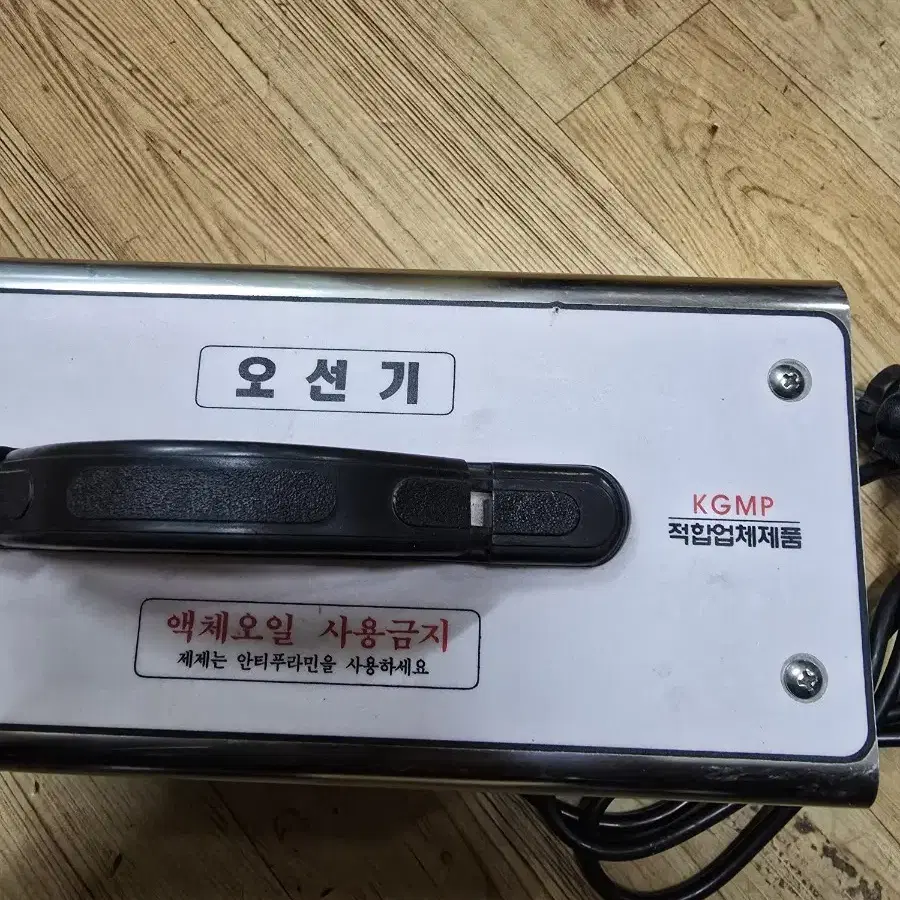 오선기
KGMP
적합업체제품
액체오일 사용금지
제제는 안티푸라민을 사용하세요